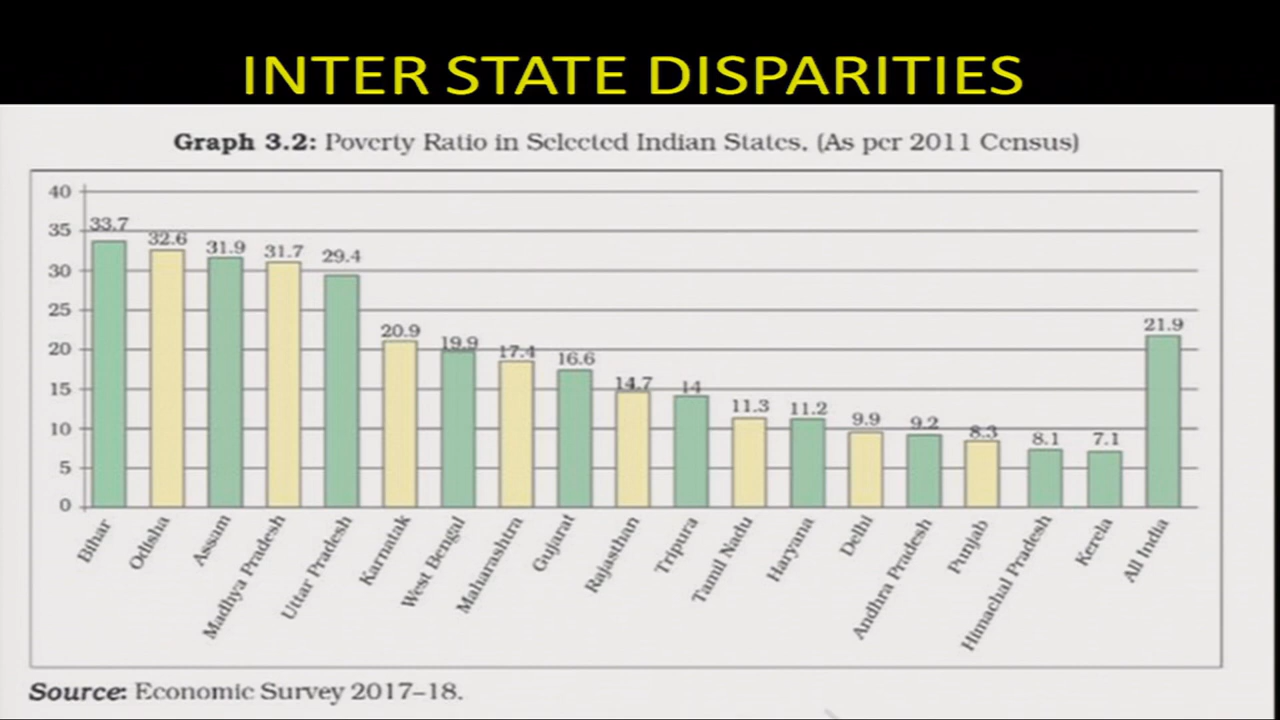 INTER STATE DISPARITIES
Graph 3.2: Poverty Ratio in Selected Indian States. (As per 2011 Census)
40
35
30
25
20
15
10
5
0
33.7
32.6
31.9
31.7
29.4
20.9
19.9
17.4
16.6
14.7
14
11.3
11.2
9.9
9.2
8.3
8.1
7.1
21.9
Bihar
Odisha
Assam
Madhya Pradesh
Uttar Pradesh
Karnatak
West Bengal
Maharashtra
Gujarat
Rajasthan
Tripura
Tamil Nadu
Haryana
Delhi
Andhra Pradesh
Punjab
Himachal Pradesh
Kerela
All India
Source: Economic Survey 2017–18.